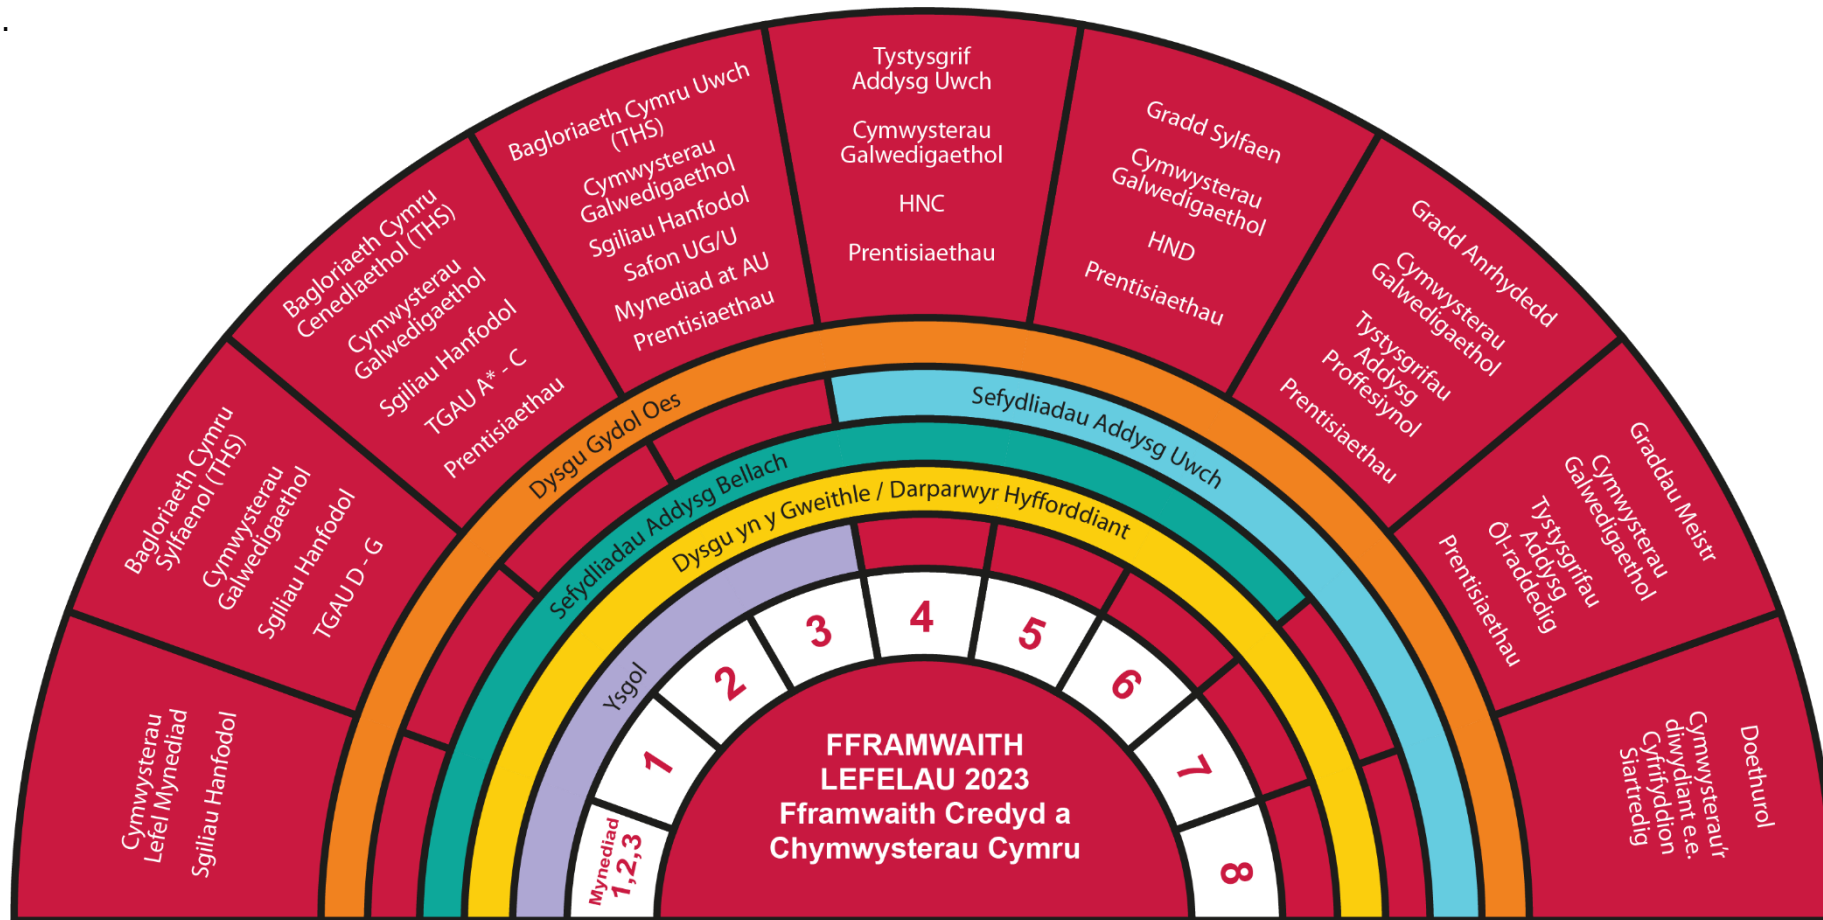 .
Cymwysterau
Lefel Mynediad
Sgiliau Hanfodol
Bagloriaeth Cymru
Sylfaenol (THS)
Cymwysterau
Galwedigaethol
Sgiliau Hanfodol
TGAU D - G
Bagloriaeth Cymru
Cenedlaethol (THS)
Cymwysterau
Galwedigaethol
Sgiliau Hanfodol
TGAU A* - C
Prentisiaethau
Bagloriaeth Cymru Uwch
(THS)
Cymwysterau
Galwedigaethol
Sgiliau Hanfodol
Safon UG/U
Mynediad at AU
Prentisiaethau
Tystysgrif
Addysg Uwch
Cymwysterau
Galwedigaethol
HNC
Prentisiaethau
Gradd Sylfaen
Cymwysterau
Galwedigaethol
HND
Prentisiaethau
Gradd Anrhydedd
Cymwysterau
Galwedigaethol
Tystysgrifau
Addysg
Proffesiynol
Prentisiaethau
Graddau Meistr
Cymwysterau
Galwedigaethol
Tystysgrifau
Addysg
Ôl-raddedig
Prentisiaethau
Doethurol
Cymwysterau'r
diwydiant e.e.
Cyfrifyddion
Siartredig
Dysgu Gydol Oes
Sefydliadau Addysg Uwch
Sefydliadau Addysg Bellach
Dysgu yn y Gweithle / Darparwyr Hyfforddiant
Ysgol
Mynediad
1,2,3
1
2
3
4
5
6
7
8
FFRAMWAITH
LEFELAU 2023
Fframwaith Credyd a
Chymwysterau Cymru